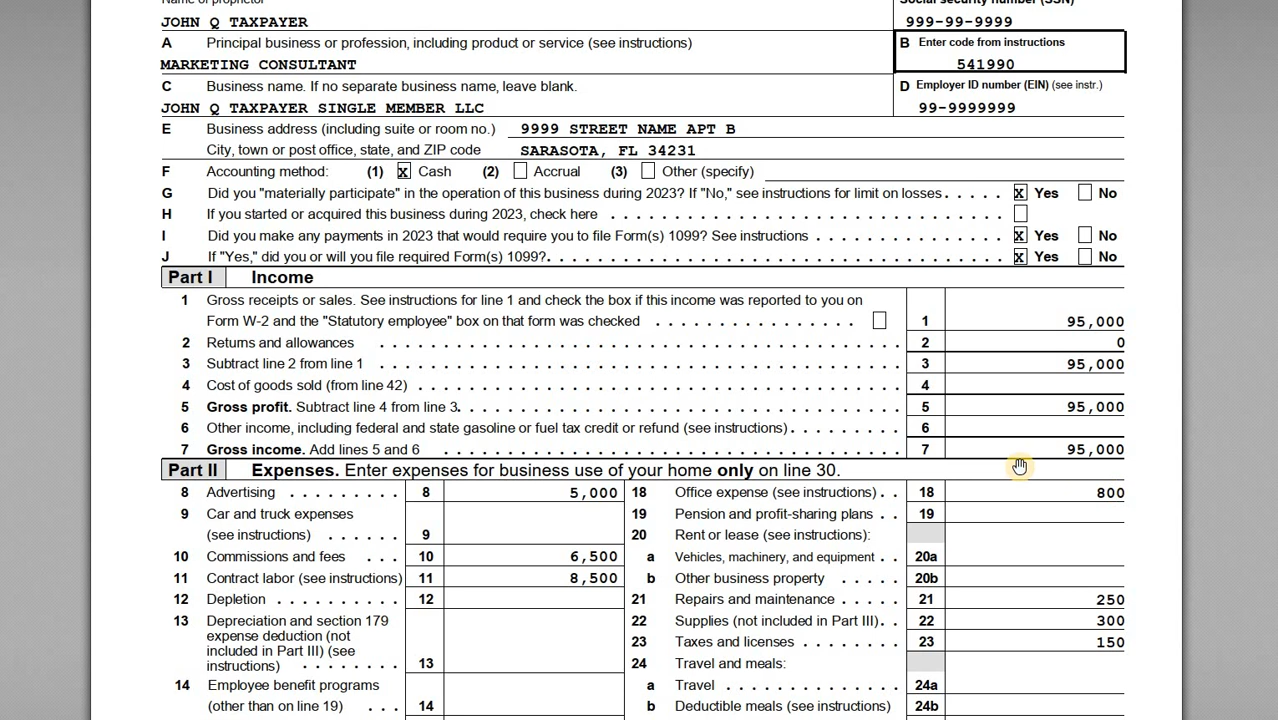 Name of proprietor Social security number (SSN)
JOHN Q TAXPAYER 999-99-9999
A Principal business or profession, including product or service (see instructions) B Enter code from instructions
MARKETING CONSULTANT 541990
C Business name. If no separate business name, leave blank. D Employer ID number (EIN) (see instr.)
JOHN Q TAXPAYER SINGLE MEMBER LLC 99-9999999
E Business address (including suite or room no.) 9999 STREET NAME APT B
City, town or post office, state, and ZIP code SARASOTA, FL 34231
F Accounting method: (1) x Cash (2) Accrual (3) Other (specify)
G Did you "materially participate" in the operation of this business during 2023? If "No," see instructions for limit on losses. . . . . . x Yes No
H If you started or acquired this business during 2023, check here
I Did you make any payments in 2023 that would require you to file Form(s) 1099? See instructions x Yes No
J If "Yes," did you or will you file required Form(s) 1099? x Yes No
Part I Income
1 Gross receipts or sales. See instructions for line 1 and check the box if this income was reported to you on
Form W-2 and the "Statutory employee" box on that form was checked 1 95,000
2 Returns and allowances 2 0
3 Subtract line 2 from line 1 3 95,000
4 Cost of goods sold (from line 42) 4
5 Gross profit. Subtract line 4 from line 3. 5 95,000
6 Other income, including federal and state gasoline or fuel tax credit or refund (see instructions) 6
7 Gross income. Add lines 5 and 6 7 95,000
Part II Expenses. Enter expenses for business use of your home only on line 30.
8 Advertising 8 5,000 18 Office expense (see instructions) 18 800
9 Car and truck expenses 19 Pension and profit-sharing plans 19
(see instructions) 9 20 Rent or lease (see instructions):
10 Commissions and fees 10 6,500 a Vehicles, machinery, and equipment 20a
11 Contract labor (see instructions) 11 8,500 b Other business property 20b
12 Depletion 12 21 Repairs and maintenance 21 250
13 Depreciation and section 179 22 Supplies (not included in Part III) 22 300
expense deduction (not
included in Part III) (see 23 Taxes and licenses 23 150
instructions) 13 24 Travel and meals:
14 Employee benefit programs a Travel 24a
(other than on line 19) 14 b Deductible meals (see instructions) 24b